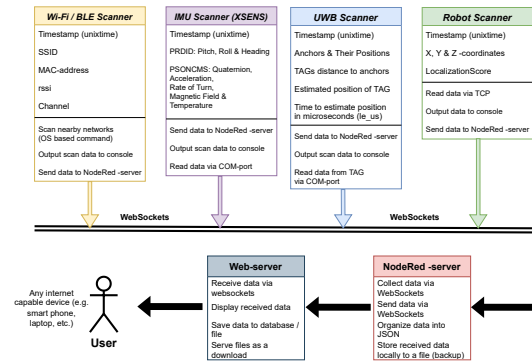 Wi-Fi / BLE Scanner
Timestamp (unixtime)
SSID
MAC-address
rssi
Channel
Scan nearby networks
(OS based command)
Output scan data to console
Send data to NodeRed -server
IMU Scanner (XSENS)
Timestamp (unixtime)
PRDID: Pitch, Roll & Heading
PSONCMS: Quaternion,
Acceleration,
Rate of Turn,
Magnetic Field &
Temperature
Send data to NodeRed -server
Output scan data to console
Read data via COM-port
UWB Scanner
Timestamp (unixtime)
Anchors & Their Positions
TAGs distance to anchors
Estimated position of TAG
Time to estimate position
in microseconds (le_us)
Send data to NodeRed -server
Output scan data to console
Read data from TAG
via COM-port
Robot Scanner
Timestamp (unixtime)
X, Y & Z -coordinates
LocalizationScore
Read data via TCP
Output data to console
Send data to NodeRed -server
WebSockets
WebSockets
Any internet
capable device (e.g.
smart phone,
laptop, etc.)
User
Web-server
Receive data via
websockets
Display received data
Save data to database /
file
Serve files as a
download
NodeRed -server
Collect data via
WebSockets
Send data via
WebSockets
Organize data into
JSON
Store received data
locally to a file (backup)